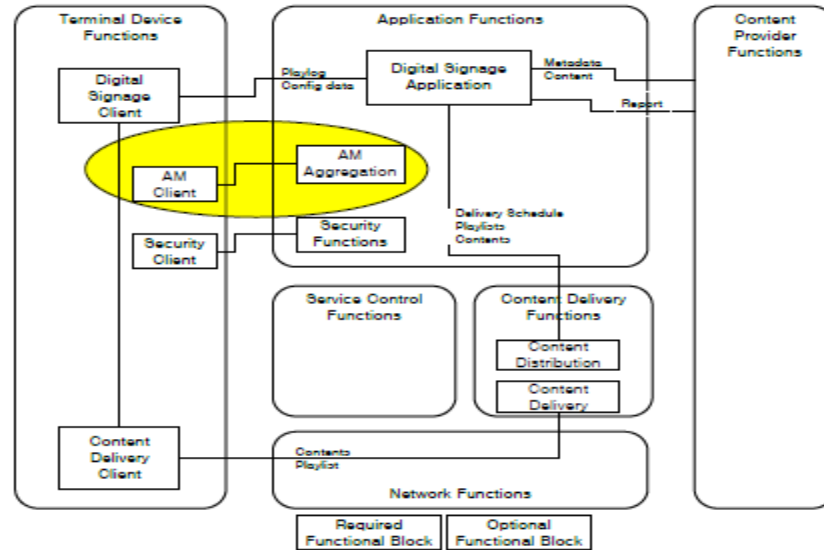 Terminal Device
Functions
Application Functions
Content
Provider
Functions
Digital
Signage
Client
Playlog
Config data
Digital Signage
Application
Metadata
Content
Report
AM
Client
AM
Aggregation
Security
Client
Security
Functions
Delivery Schedule
Playlists
Contents
Service Control
Functions
Content Delivery
Functions
Content
Distribution
Content
Delivery
Content
Delivery
Client
Contents
Playlist
Network Functions
Required
Functional Block
Optional
Functional Block